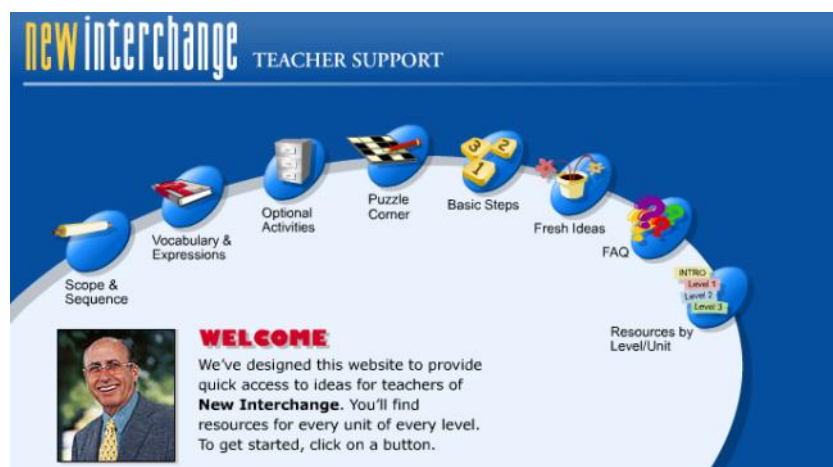 new interchange TEACHER SUPPORT
Scope &
Sequence
Vocabulary &
Expressions
Optional
Activities
Puzzle
Corner
3
2
1
Basic Steps
Fresh Ideas
???
FAQ
INTRO
Level 1
Level 2
Level 3
Resources by
Level/Unit
WELCOME
We've designed this website to provide
quick access to ideas for teachers of
New Interchange. You'll find
resources for every unit of every level.
To get started, click on a button.